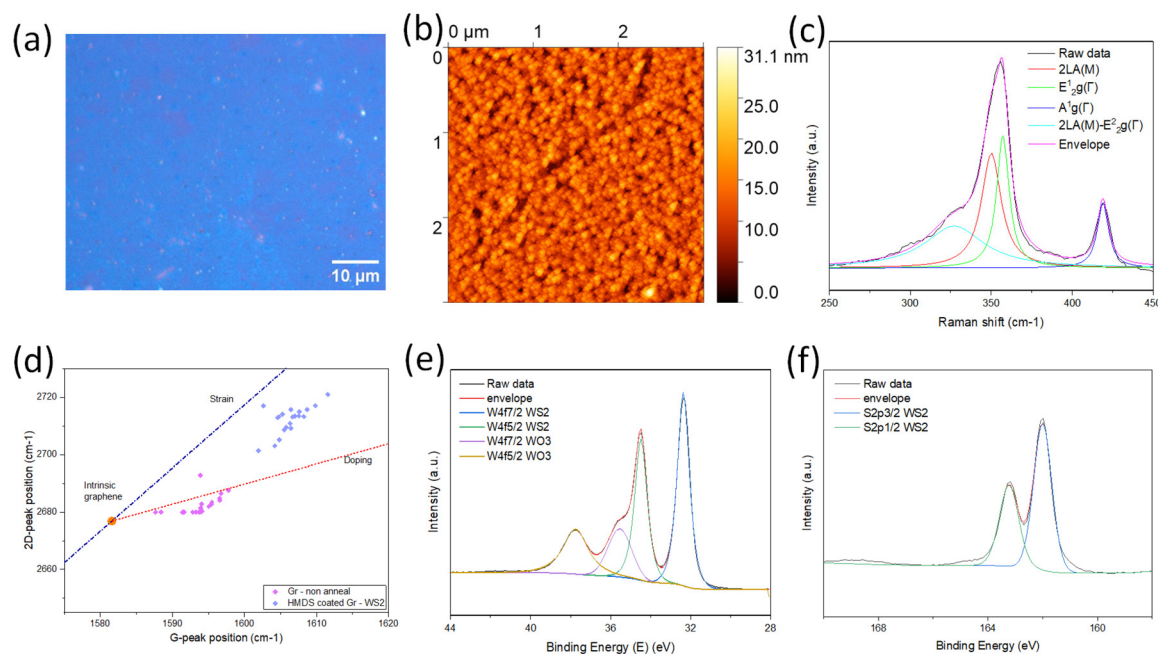 (a)
10 µm
(b)
0 µm 1 2
0
1
2
31.1 nm
25.0
20.0
15.0
10.0
5.0
0.0
(c)
Raw data
2LA(M)
E¹₂g(Γ)
A¹g(Γ)
2LA(M)-E²₂g(Γ)
Envelope
Intensity (a.u.)
250 300 350 400 450
Raman shift (cm-1)
(d)
2D-peak position (cm-1)
2720
2700
2680
2660
Strain
Doping
Intrinsic
graphene
Gr - non anneal
HMDS coated Gr - WS2
1580 1590 1600 1610 1620
G-peak position (cm-1)
(e)
Raw data
envelope
W4f7/2 WS2
W4f5/2 WS2
W4f7/2 WO3
W4f5/2 WO3
Intensity (a.u.)
44 40 36 32 28
Binding Energy (E) (eV)
(f)
Raw data
envelope
S2p3/2 WS2
S2p1/2 WS2
Intensity (a.u.)
168 164 160
Binding Energy (eV)